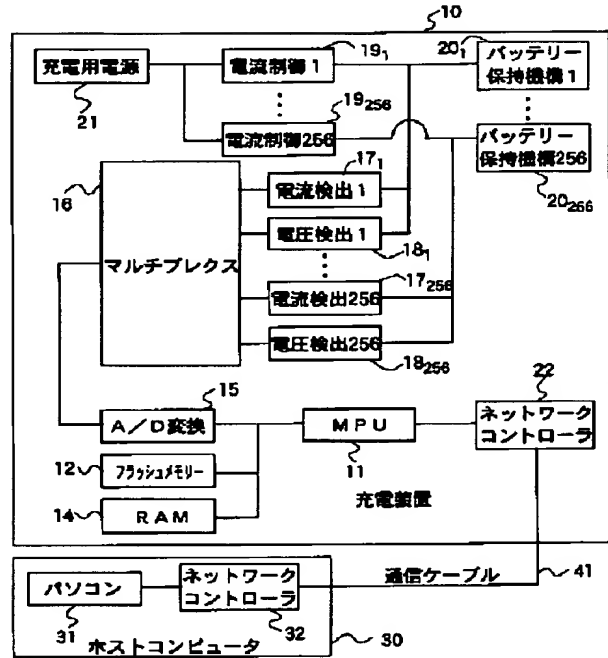 10
充電用電源
21
電流制御1
19₁
20₁
バッテリー
保持機構1
19₂₅₆
電流制御256
バッテリー
保持機構256
20₂₆₆
16
マルチプレクス
17₁
電流検出1
電圧検出1
18₁
17₂₅₆
電流検出256
電圧検出256
18₂₅₆
15
A/D変換
12
フラッシュメモリー
14
RAM
MPU
11
22
ネットワーク
コントローラ
充電装置
通信ケーブル
41
パソコン
31
ネットワーク
コントローラ
32
ホストコンピュータ
30